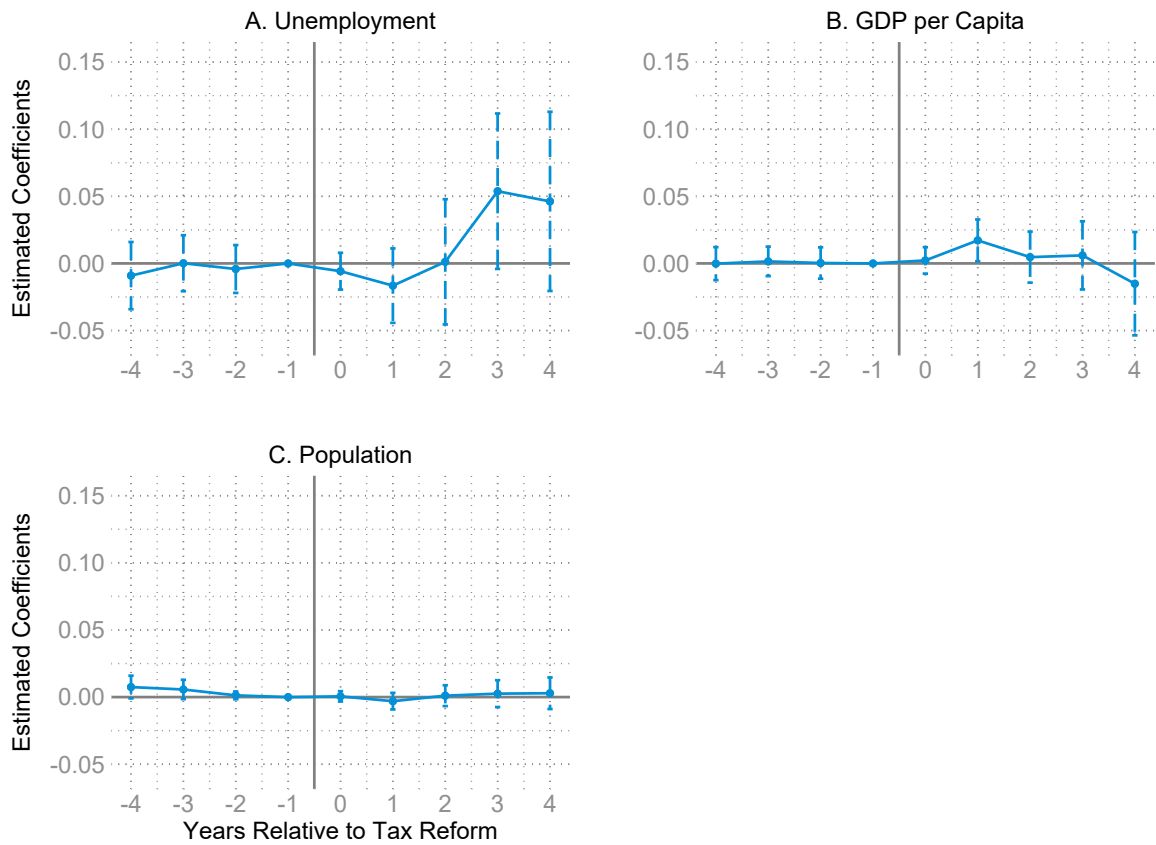 A. Unemployment
B. GDP per Capita
Estimated Coefficients
0.15
0.10
0.05
0.00
-0.05
-4 -3 -2 -1 0 1 2 3 4
0.15
0.10
0.05
0.00
-0.05
-4 -3 -2 -1 0 1 2 3 4
C. Population
Estimated Coefficients
0.15
0.10
0.05
0.00
-0.05
-4 -3 -2 -1 0 1 2 3 4
Years Relative to Tax Reform